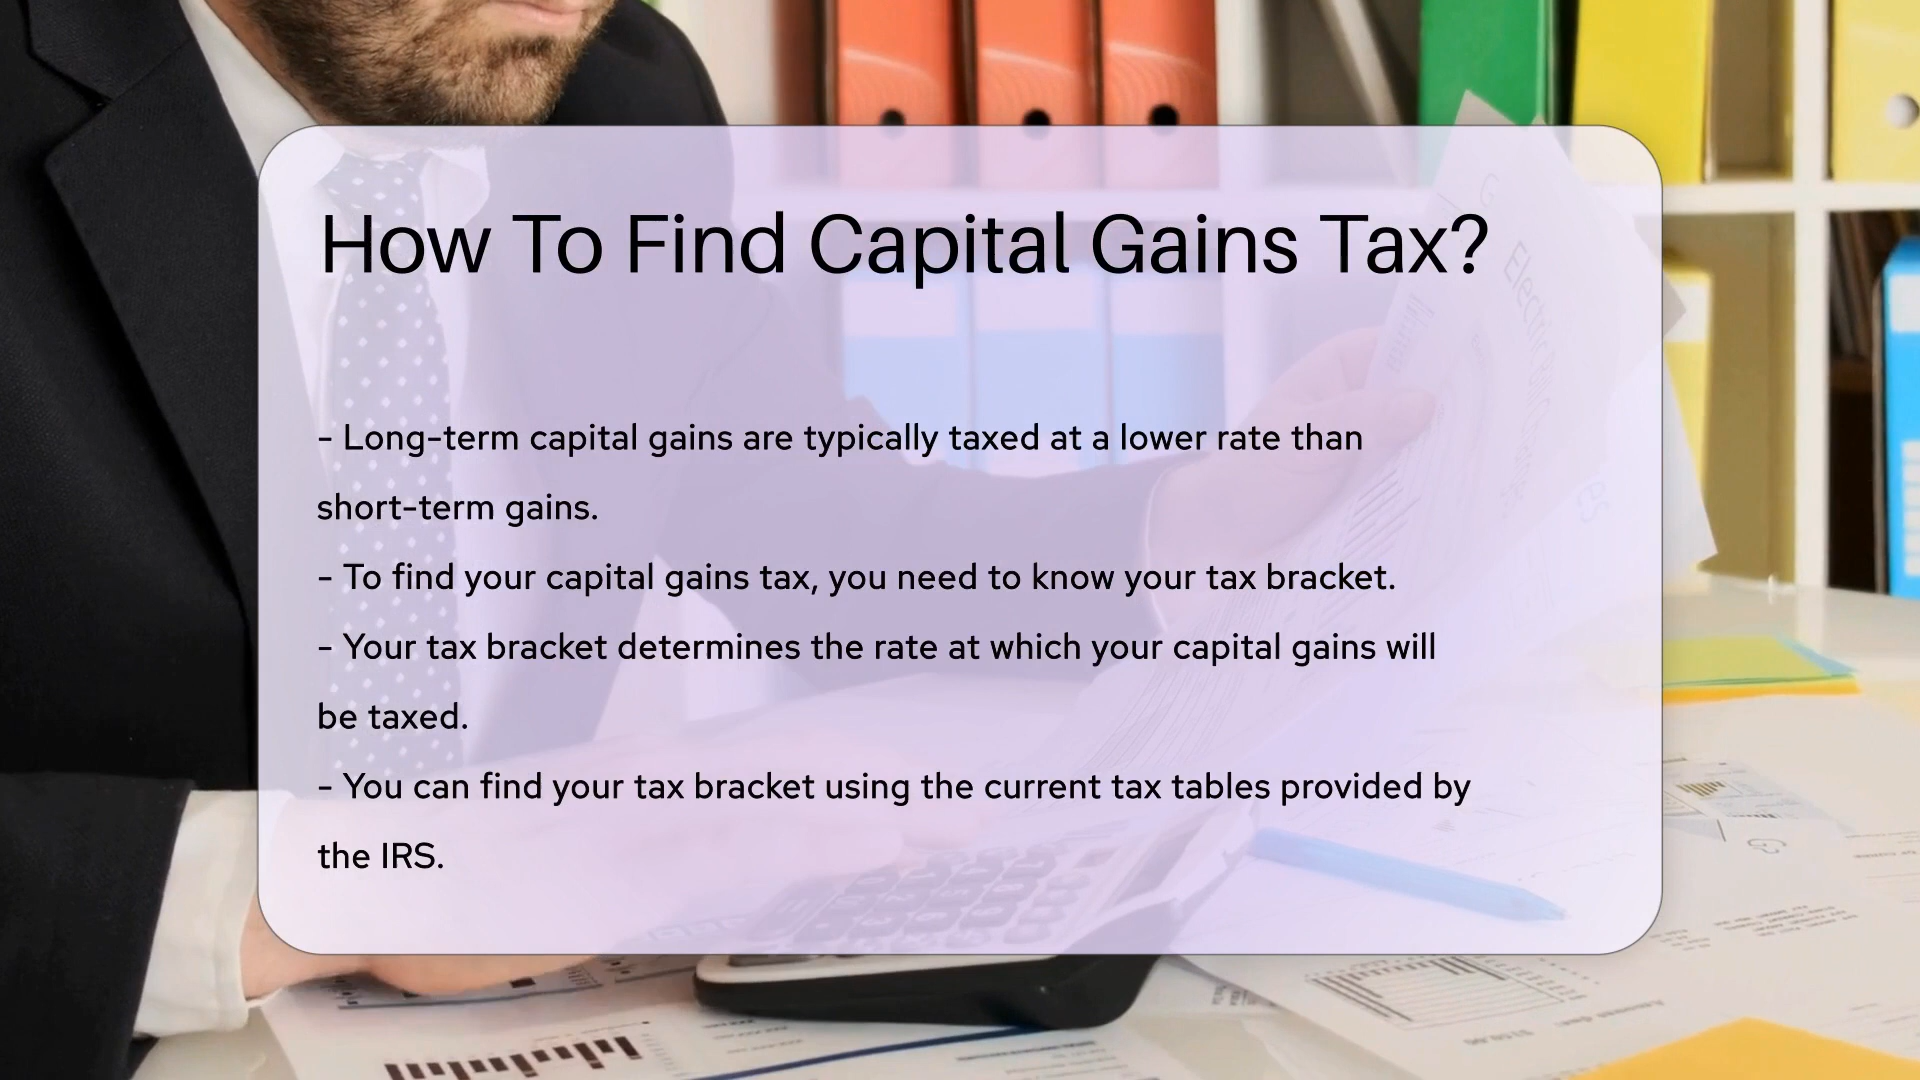 How To Find Capital Gains Tax?
- Long-term capital gains are typically taxed at a lower rate than
short-term gains.
- To find your capital gains tax, you need to know your tax bracket.
- Your tax bracket determines the rate at which your capital gains will
be taxed.
- You can find your tax bracket using the current tax tables provided by
the IRS.